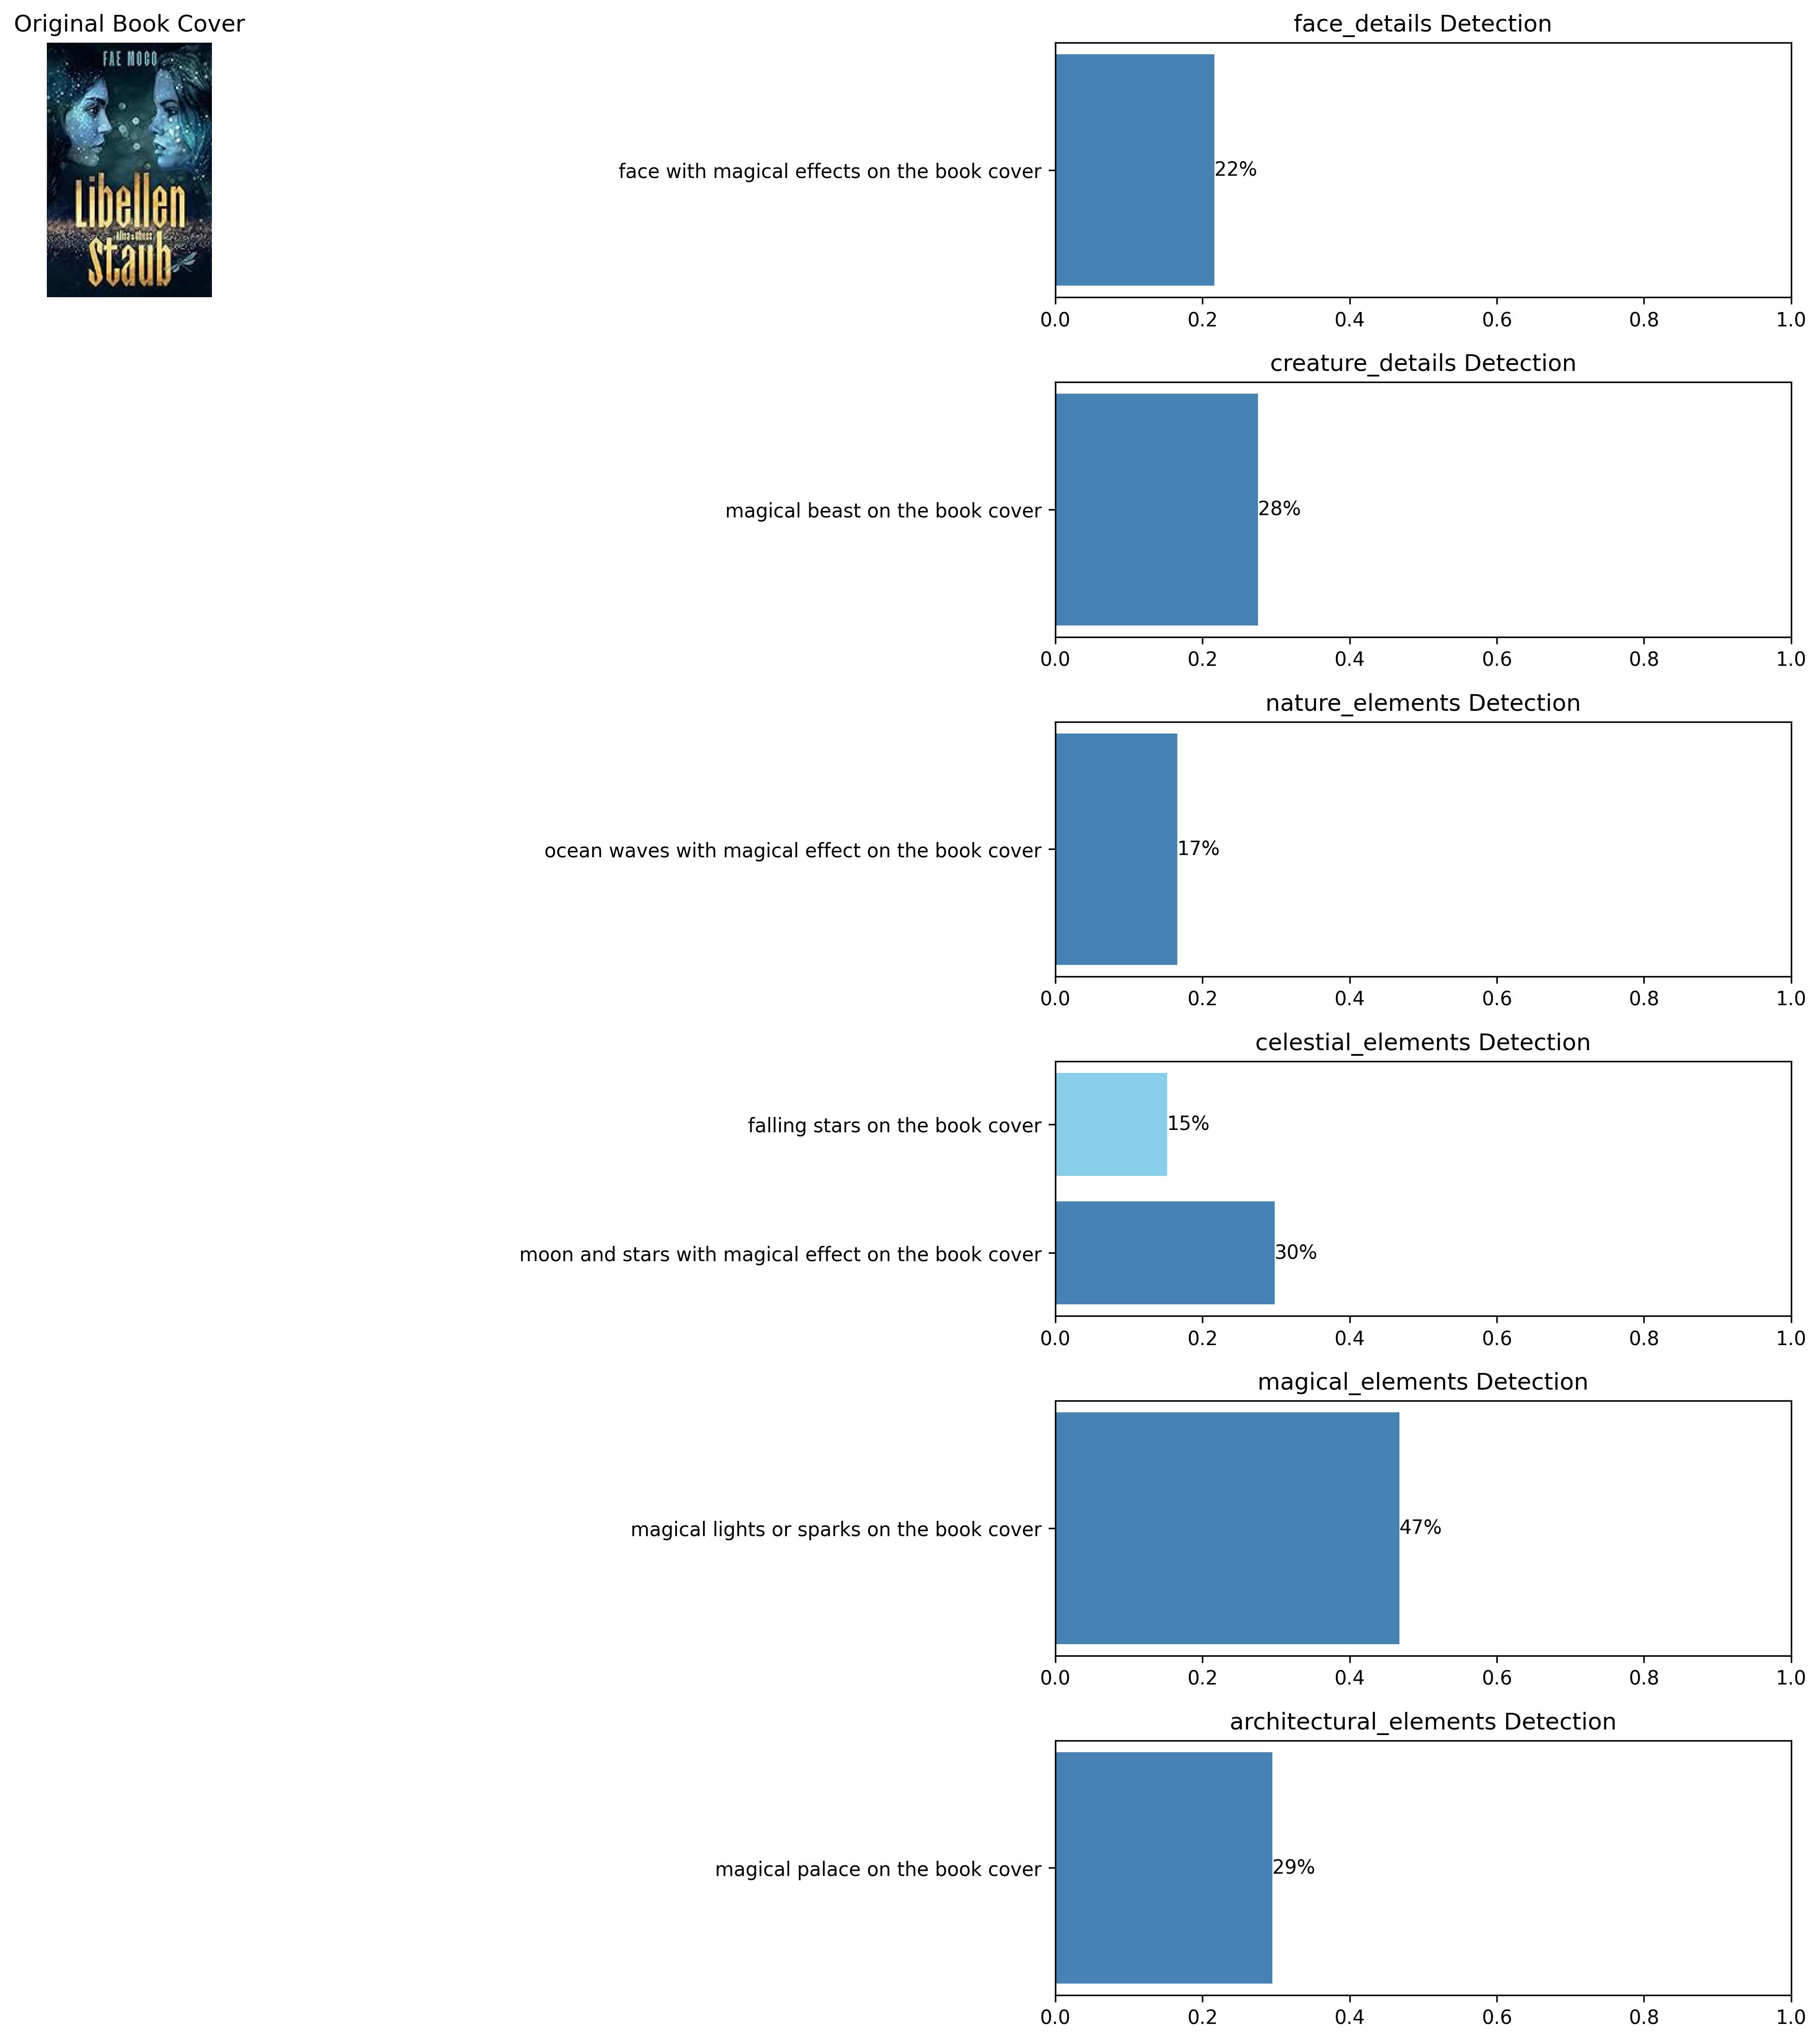 Original Book Cover
FAE MOCO
Libellen
Alisa & Chess
Staub
face_details Detection
face with magical effects on the book cover
22%
0.0 0.2 0.4 0.6 0.8 1.0
creature_details Detection
magical beast on the book cover
28%
0.0 0.2 0.4 0.6 0.8 1.0
nature_elements Detection
ocean waves with magical effect on the book cover
17%
0.0 0.2 0.4 0.6 0.8 1.0
celestial_elements Detection
falling stars on the book cover
15%
moon and stars with magical effect on the book cover
30%
0.0 0.2 0.4 0.6 0.8 1.0
magical_elements Detection
magical lights or sparks on the book cover
47%
0.0 0.2 0.4 0.6 0.8 1.0
architectural_elements Detection
magical palace on the book cover
29%
0.0 0.2 0.4 0.6 0.8 1.0